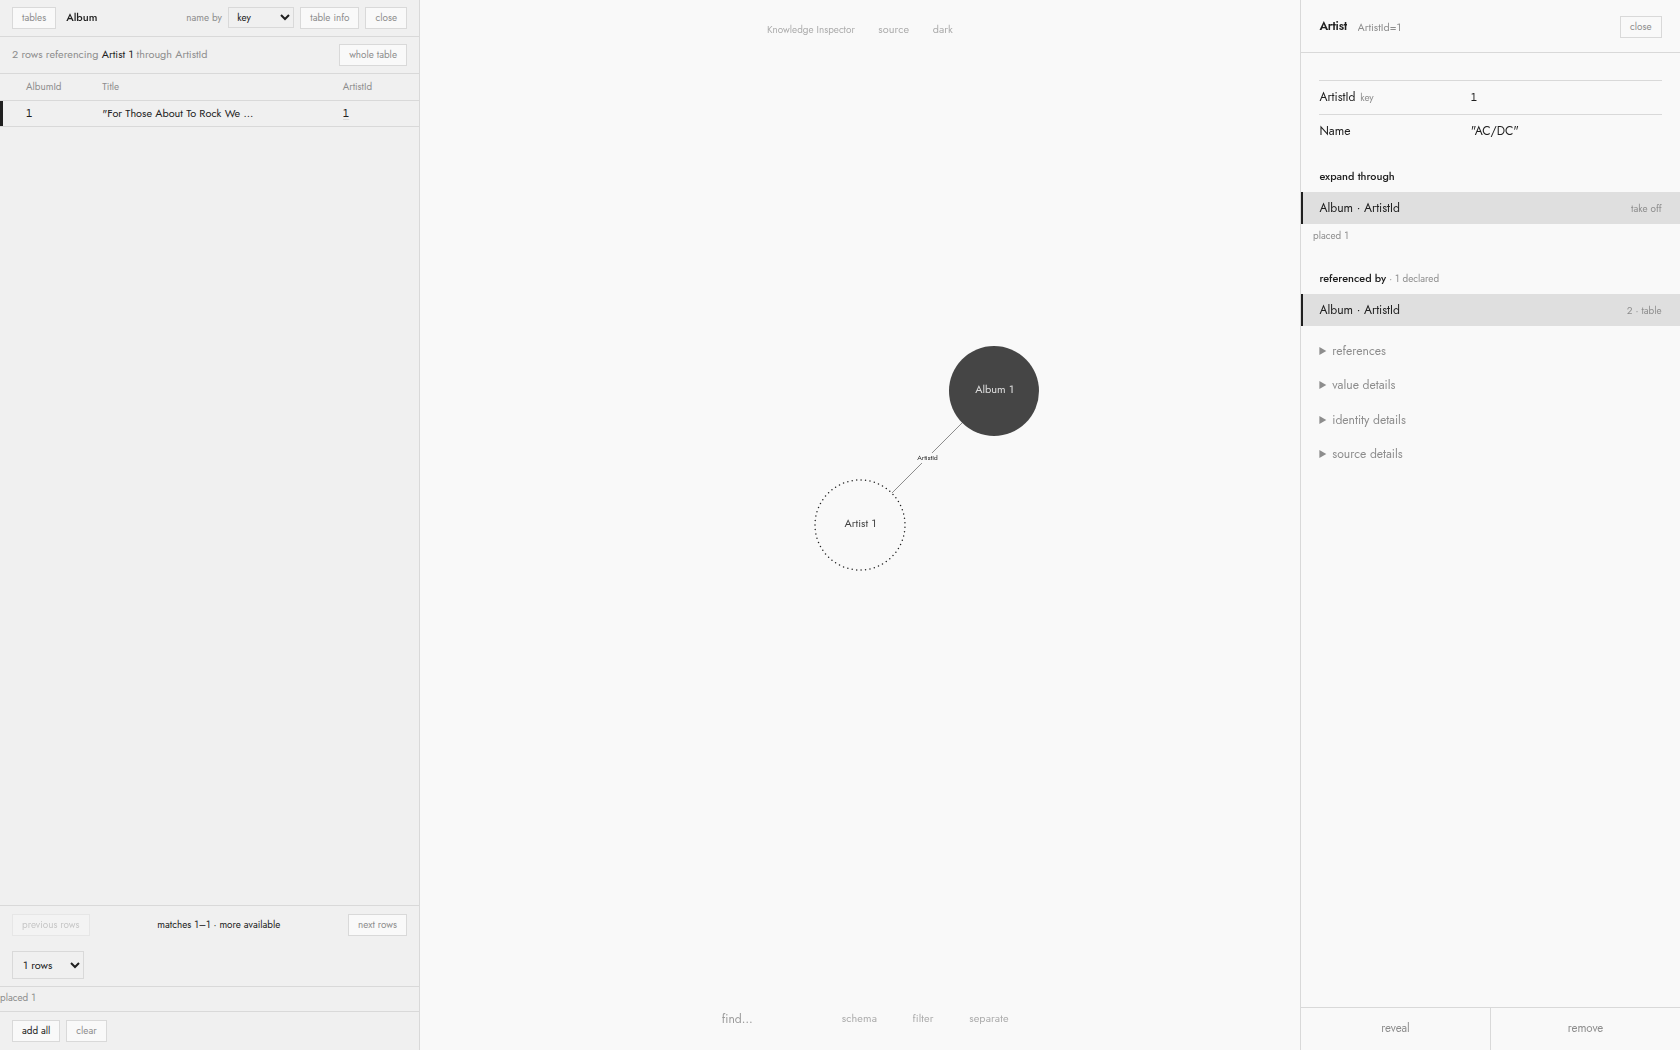 tables Album name by key table info close
2 rows referencing Artist 1 through ArtistId whole table
AlbumId Title ArtistId
1 "For Those About To Rock We ... 1
previous rows matches 1–1 · more available next rows
1 rows
placed 1
add all clear
Knowledge Inspector source dark
Album 1
ArtistId
Artist 1
find... schema filter separate
Artist ArtistId=1 close
ArtistId key 1
Name "AC/DC"
expand through
Album · ArtistId take off
placed 1
referenced by · 1 declared
Album · ArtistId 2 · table
references
value details
identity details
source details
reveal remove